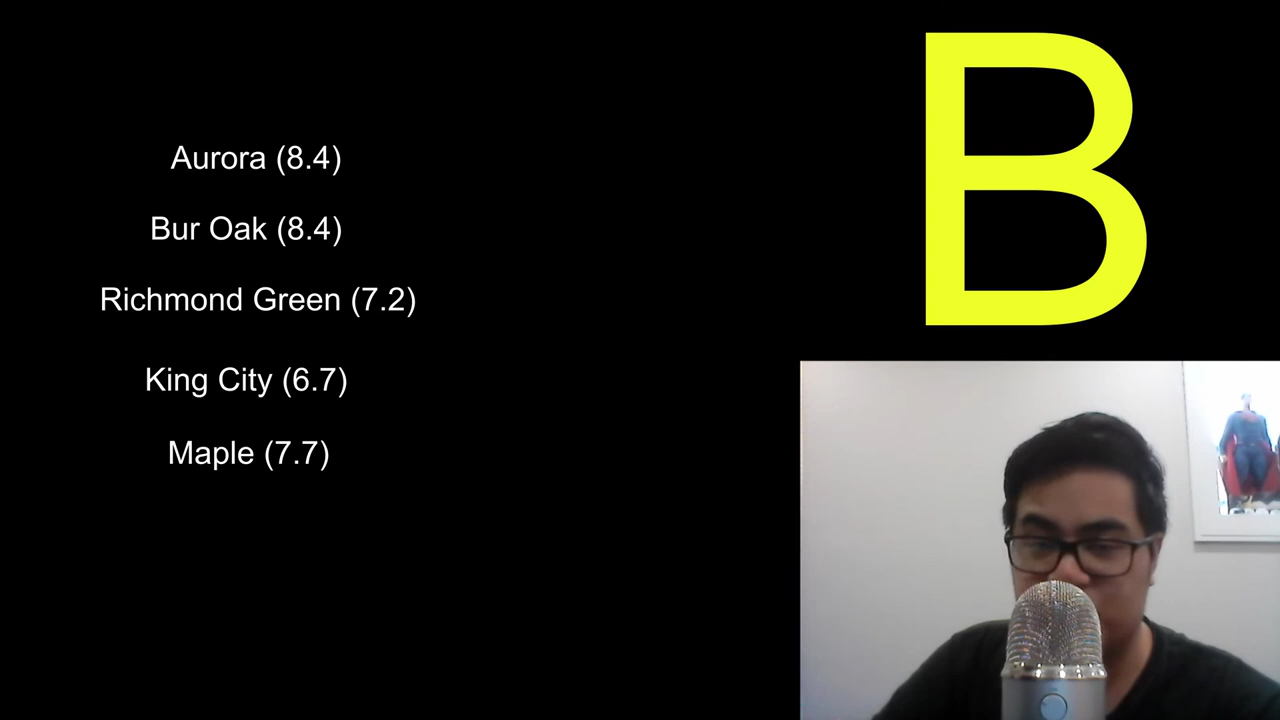 B
Aurora (8.4)
Bur Oak (8.4)
Richmond Green (7.2)
King City (6.7)
Maple (7.7)